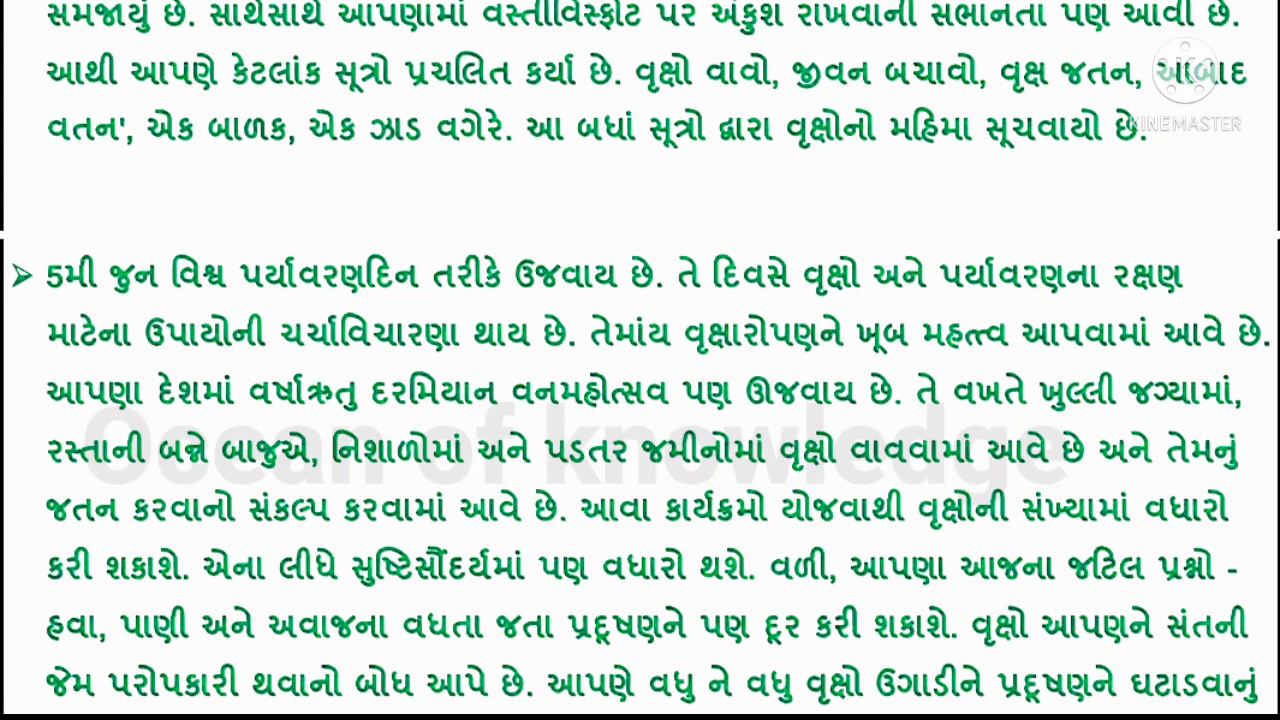 સમજાયું છે. સાથેસાથે આપણામાં વસ્તીવિસ્ફોટ પર અંકુશ રાખવાની સભાનતા પણ આવી છે.
આથી આપણે કેટલાંક સૂત્રો પ્રચલિત કર્યા છે. વૃક્ષો વાવો, જીવન બચાવો, વૃક્ષ જતન, આબાદ
વતન', એક બાળક, એક ઝાડ વગેરે. આ બધાં સૂત્રો દ્વારા વૃક્ષોનો મહિમા સૂચવાયો છે.
KINEMASTER
➢ 5મી જુન વિશ્વ પર્યાવરણદિન તરીકે ઉજવાય છે. તે દિવસે વૃક્ષો અને પર્યાવરણના રક્ષણ
માટેના ઉપાયોની ચર્ચાવિચારણા થાય છે. તેમાંય વૃક્ષારોપણને ખૂબ મહત્ત્વ આપવામાં આવે છે.
આપણા દેશમાં વર્ષાઋતુ દરમિયાન વનમહોત્સવ પણ ઊજવાય છે. તે વખતે ખુલ્લી જગ્યામાં,
રસ્તાની બન્ને બાજુએ, નિશાળોમાં અને પડતર જમીનોમાં વૃક્ષો વાવવામાં આવે છે અને તેમનું
Ocean of knowledge
જતન કરવાનો સંકલ્પ કરવામાં આવે છે. આવા કાર્યક્રમો યોજવાથી વૃક્ષોની સંખ્યામાં વધારો
કરી શકાશે. એના લીધે સુષ્ટિસૌંદર્યમાં પણ વધારો થશે. વળી, આપણા આજના જટિલ પ્રશ્નો -
હવા, પાણી અને અવાજના વધતા જતા પ્રદૂષણને પણ દૂર કરી શકાશે. વૃક્ષો આપણને સંતની
જેમ પરોપકારી થવાનો બોધ આપે છે. આપણે વધુ ને વધુ વૃક્ષો ઉગાડીને પ્રદૂષણને ઘટાડવાનું